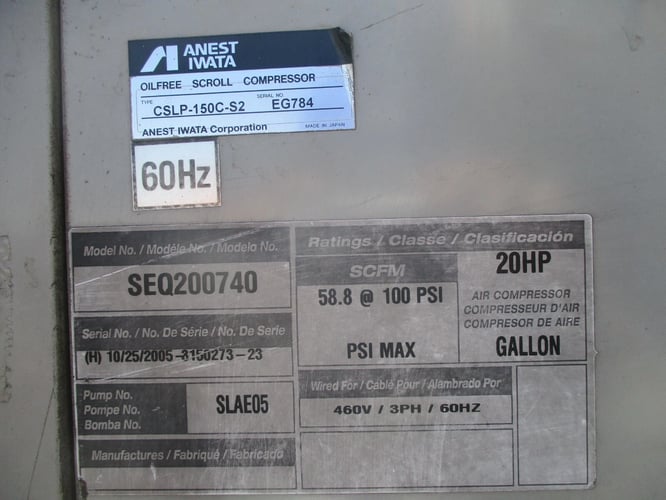 ANEST
IWATA
OILFREE SCROLL COMPRESSOR
TYPE CSLP-150C-S2 SERIAL NO. EG784
ANEST IWATA Corporation MADE IN JAPAN
60Hz
Model No. / Modèle No. / Modelo No.
SEQ200740
Serial No. / No. De Série / No. De Serie
(H) 10/25/2005-8150273-23
Pump No.
Pompe No.
Bomba No.
SLAE05
Manufactures / Fabriqué / Fabricado
Ratings / Classe / Clasificación
SCFM
58.8 @ 100 PSI
PSI MAX
20HP
AIR COMPRESSOR
COMPRESSEUR D'AIR
COMPRESOR DE AIRE
GALLON
Wired For / Cablé Pour / Alambrado Por
460V / 3PH / 60HZ